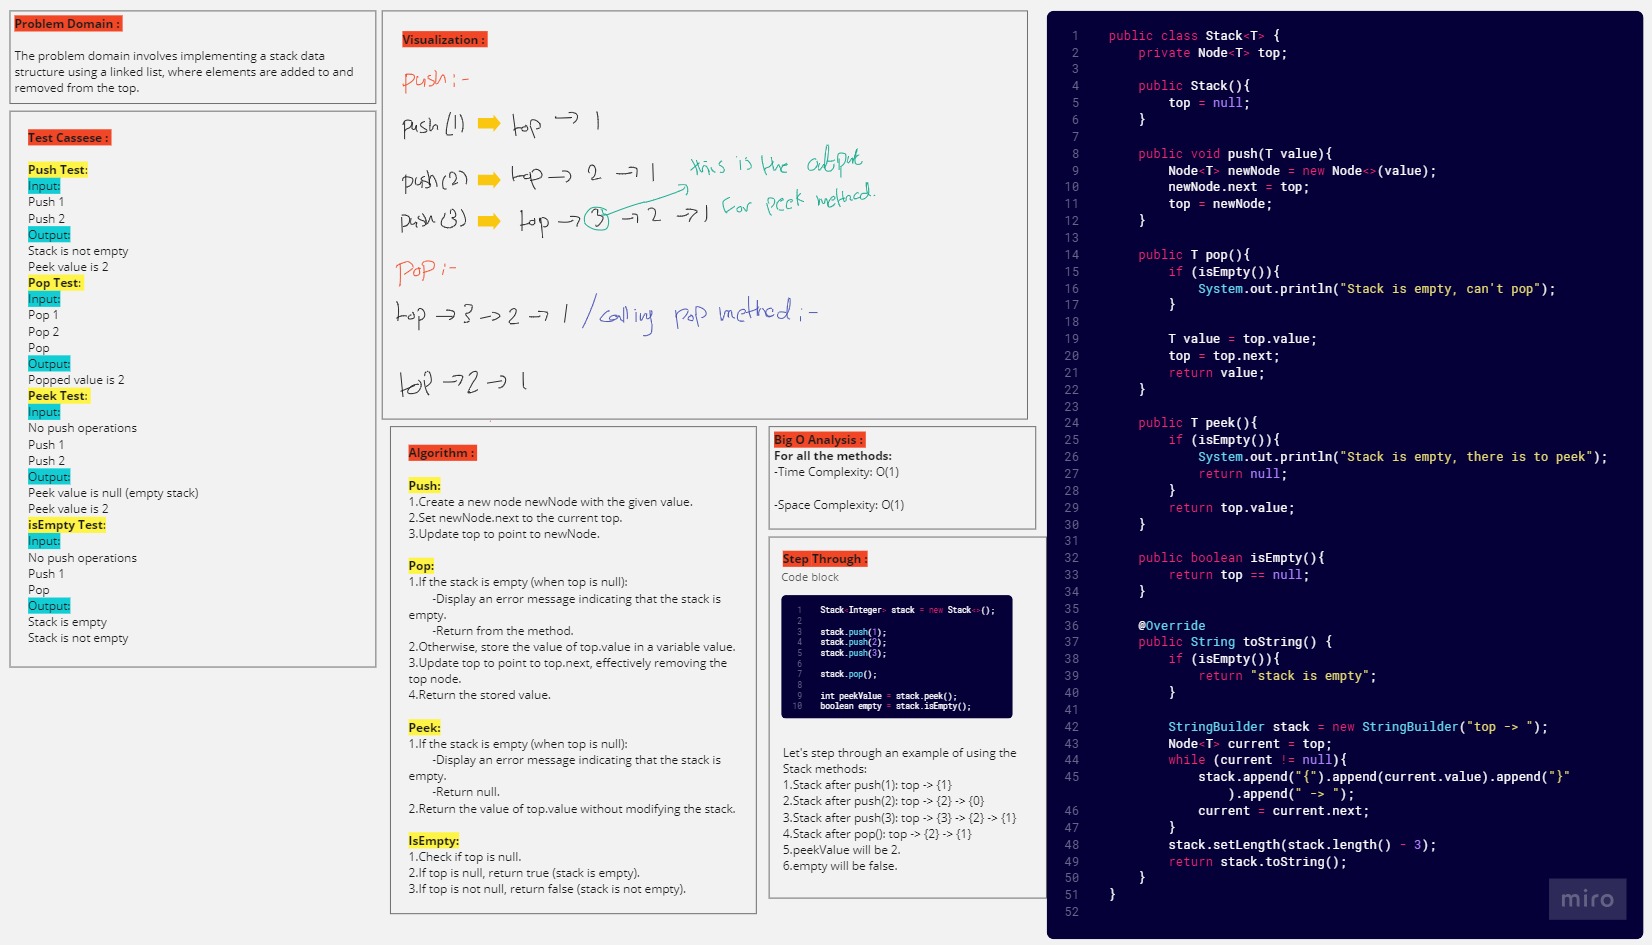 Problem Domain :
The problem domain involves implementing a stack data
structure using a linked list, where elements are added to and
removed from the top.
Test Cassese :
Push Test:
Input:
Push 1
Push 2
Output:
Stack is not empty
Peek value is 2
Pop Test:
Input:
Pop 1
Pop 2
Pop
Output:
Popped value is 2
Peek Test:
Input:
No push operations
Push 1
Push 2
Output:
Peek value is null (empty stack)
Peek value is 2
isEmpty Test:
Input:
No push operations
Push 1
Pop
Output:
Stack is empty
Stack is not empty
Visualization :
push:-
push(1) ➡ top → 1
push(2) ➡ top → 2 → 1
push(3) ➡ top → 3 → 2 → 1
this is the output
for peek method.
pop:-
top → 3 → 2 → 1 / calling pop method:-
top → 2 → 1
Algorithm :
Push:
1.Create a new node newNode with the given value.
2.Set newNode.next to the current top.
3.Update top to point to newNode.
Pop:
1.If the stack is empty (when top is null):
-Display an error message indicating that the stack is
empty.
-Return from the method.
2.Otherwise, store the value of top.value in a variable value.
3.Update top to point to top.next, effectively removing the
top node.
4.Return the stored value.
Peek:
1.If the stack is empty (when top is null):
-Display an error message indicating that the stack is
empty.
-Return null.
2.Return the value of top.value without modifying the stack.
IsEmpty:
1.Check if top is null.
2.If top is null, return true (stack is empty).
3.If top is not null, return false (stack is not empty).
Big O Analysis :
For all the methods:
-Time Complexity: O(1)
-Space Complexity: O(1)
Step Through :
Code block
1 Stack<Integer> stack = new Stack<>();
2
3 stack.push(1);
4 stack.push(2);
5 stack.push(3);
6
7 stack.pop();
8
9 int peekValue = stack.peek();
10 boolean empty = stack.isEmpty();
Let's step through an example of using the
Stack methods:
1.Stack after push(1): top -> {1}
2.Stack after push(2): top -> {2} -> {0}
3.Stack after push(3): top -> {3} -> {2} -> {1}
4.Stack after pop(): top -> {2} -> {1}
5.peekValue will be 2.
6.empty will be false.
1 public class Stack<T> {
2 private Node<T> top;
3
4 public Stack(){
5 top = null;
6 }
7
8 public void push(T value){
9 Node<T> newNode = new Node<>(value);
10 newNode.next = top;
11 top = newNode;
12 }
13
14 public T pop(){
15 if (isEmpty()){
16 System.out.println("Stack is empty, can't pop");
17 }
18
19 T value = top.value;
20 top = top.next;
21 return value;
22 }
23
24 public T peek(){
25 if (isEmpty()){
26 System.out.println("Stack is empty, there is to peek");
27 return null;
28 }
29 return top.value;
30 }
31
32 public boolean isEmpty(){
33 return top == null;
34 }
35
36 @Override
37 public String toString() {
38 if (isEmpty()){
39 return "stack is empty";
40 }
41
42 StringBuilder stack = new StringBuilder("top -> ");
43 Node<T> current = top;
44 while (current != null){
45 stack.append("{").append(current.value).append("}"
).append(" -> ");
46 current = current.next;
47 }
48 stack.setLength(stack.length() - 3);
49 return stack.toString();
50 }
51 }
52
miro